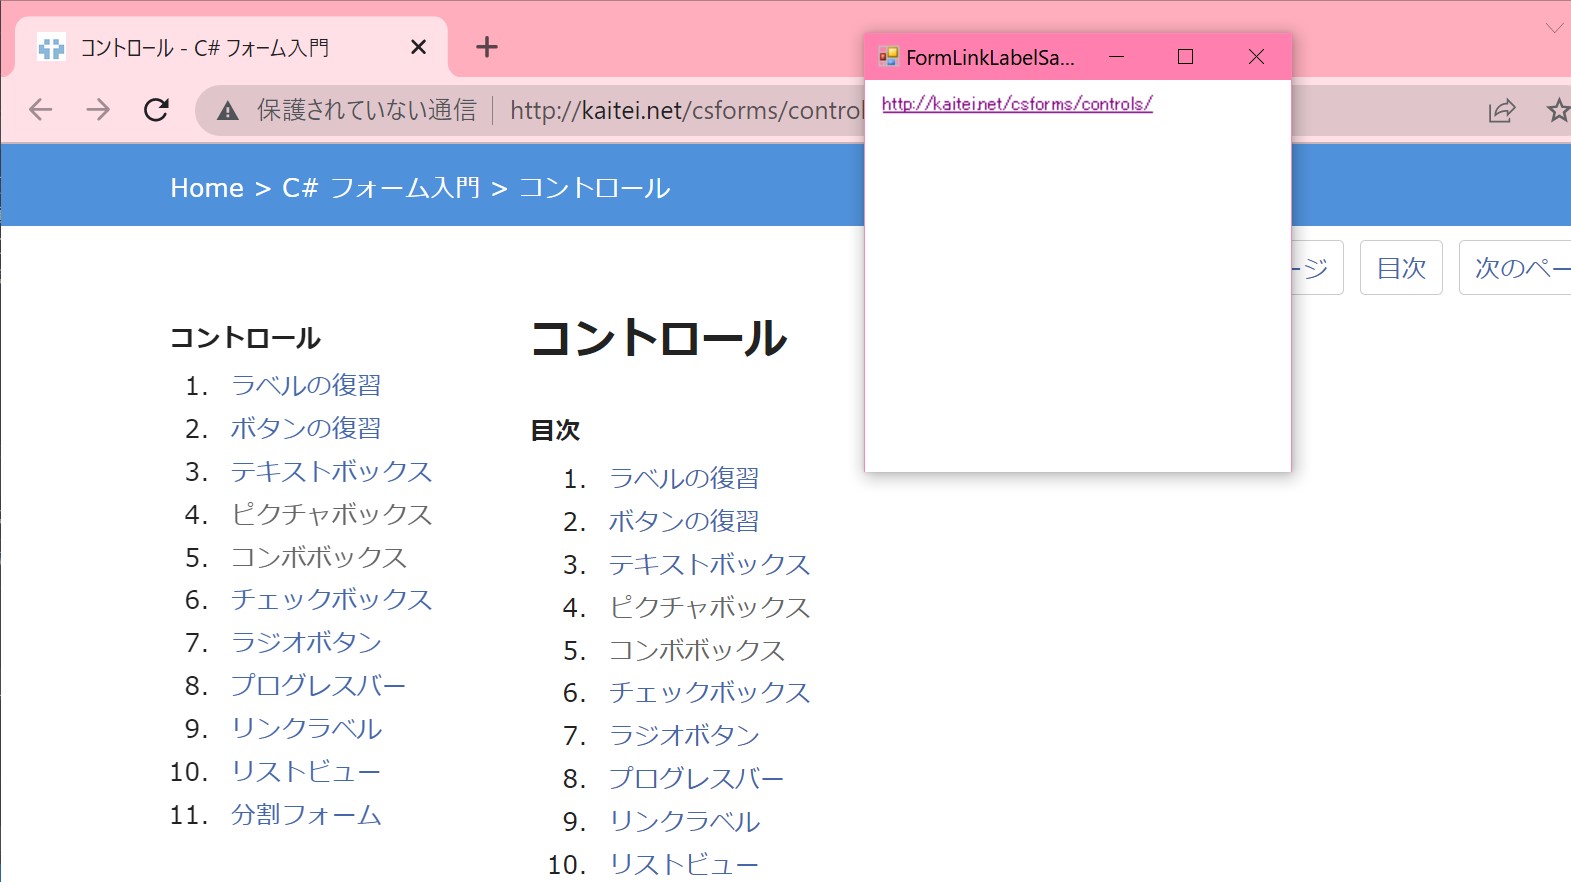 コントロール - C# フォーム入門
FormLinkLabelSa...
保護されていない通信 http://kaitei.net/csforms/control
http://kaitei.net/csforms/controls/
Home > C# フォーム入門 > コントロール
ージ
目次
次のペー
コントロール
1. ラベルの復習
2. ボタンの復習
3. テキストボックス
4. ピクチャボックス
5. コンボボックス
6. チェックボックス
7. ラジオボタン
8. プログレスバー
9. リンクラベル
10. リストビュー
11. 分割フォーム
コントロール
目次
1. ラベルの復習
2. ボタンの復習
3. テキストボックス
4. ピクチャボックス
5. コンボボックス
6. チェックボックス
7. ラジオボタン
8. プログレスバー
9. リンクラベル
10. リストビュー